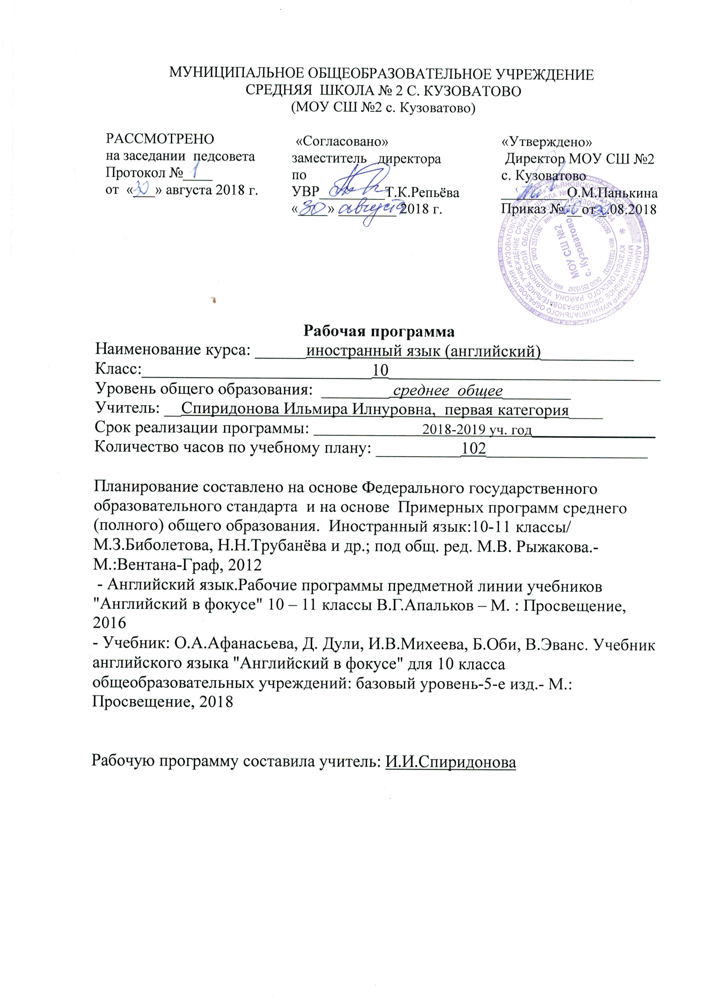 МУНИЦИПАЛЬНОЕ ОБЩЕОБРАЗОВАТЕЛЬНОЕ УЧРЕЖДЕНИЕ
СРЕДНЯЯ ШКОЛА № 2 С. КУЗОВАТОВО
(МОУ СШ №2 с. Кузоватово)
РАССМОТРЕНО
на заседании педсовета
Протокол № 1
от «30» августа 2018 г.
«Согласовано»
заместитель директора
по
УВР__________Т.К.Репьёва
«30» августа 2018 г.
«Утверждено»
Директор МОУ СШ №2
с. Кузоватово
__________О.М.Панькина
Приказ № от .08.2018
МОУ СШ №2
с. Кузоватово
Рабочая программа
Наименование курса: иностранный язык (английский)
Класс: 10
Уровень общего образования: среднее общее
Учитель: Спиридонова Ильмира Илнуровна, первая категория
Срок реализации программы: 2018-2019 уч. год
Количество часов по учебному плану: 102
Планирование составлено на основе Федерального государственного
образовательного стандарта и на основе Примерных программ среднего
(полного) общего образования. Иностранный язык:10-11 классы/
М.З.Биболетова, Н.Н.Трубанёва и др.; под общ. ред. М.В. Рыжакова.-
М.:Вентана-Граф, 2012
- Английский язык.Рабочие программы предметной линии учебников
"Английский в фокусе" 10 – 11 классы В.Г.Апальков – М. : Просвещение,
2016
- Учебник: О.А.Афанасьева, Д. Дули, И.В.Михеева, Б.Оби, В.Эванс. Учебник
английского языка "Английский в фокусе" для 10 класса
общеобразовательных учреждений: базовый уровень-5-е изд.- М.:
Просвещение, 2018
Рабочую программу составила учитель: И.И.Спиридонова